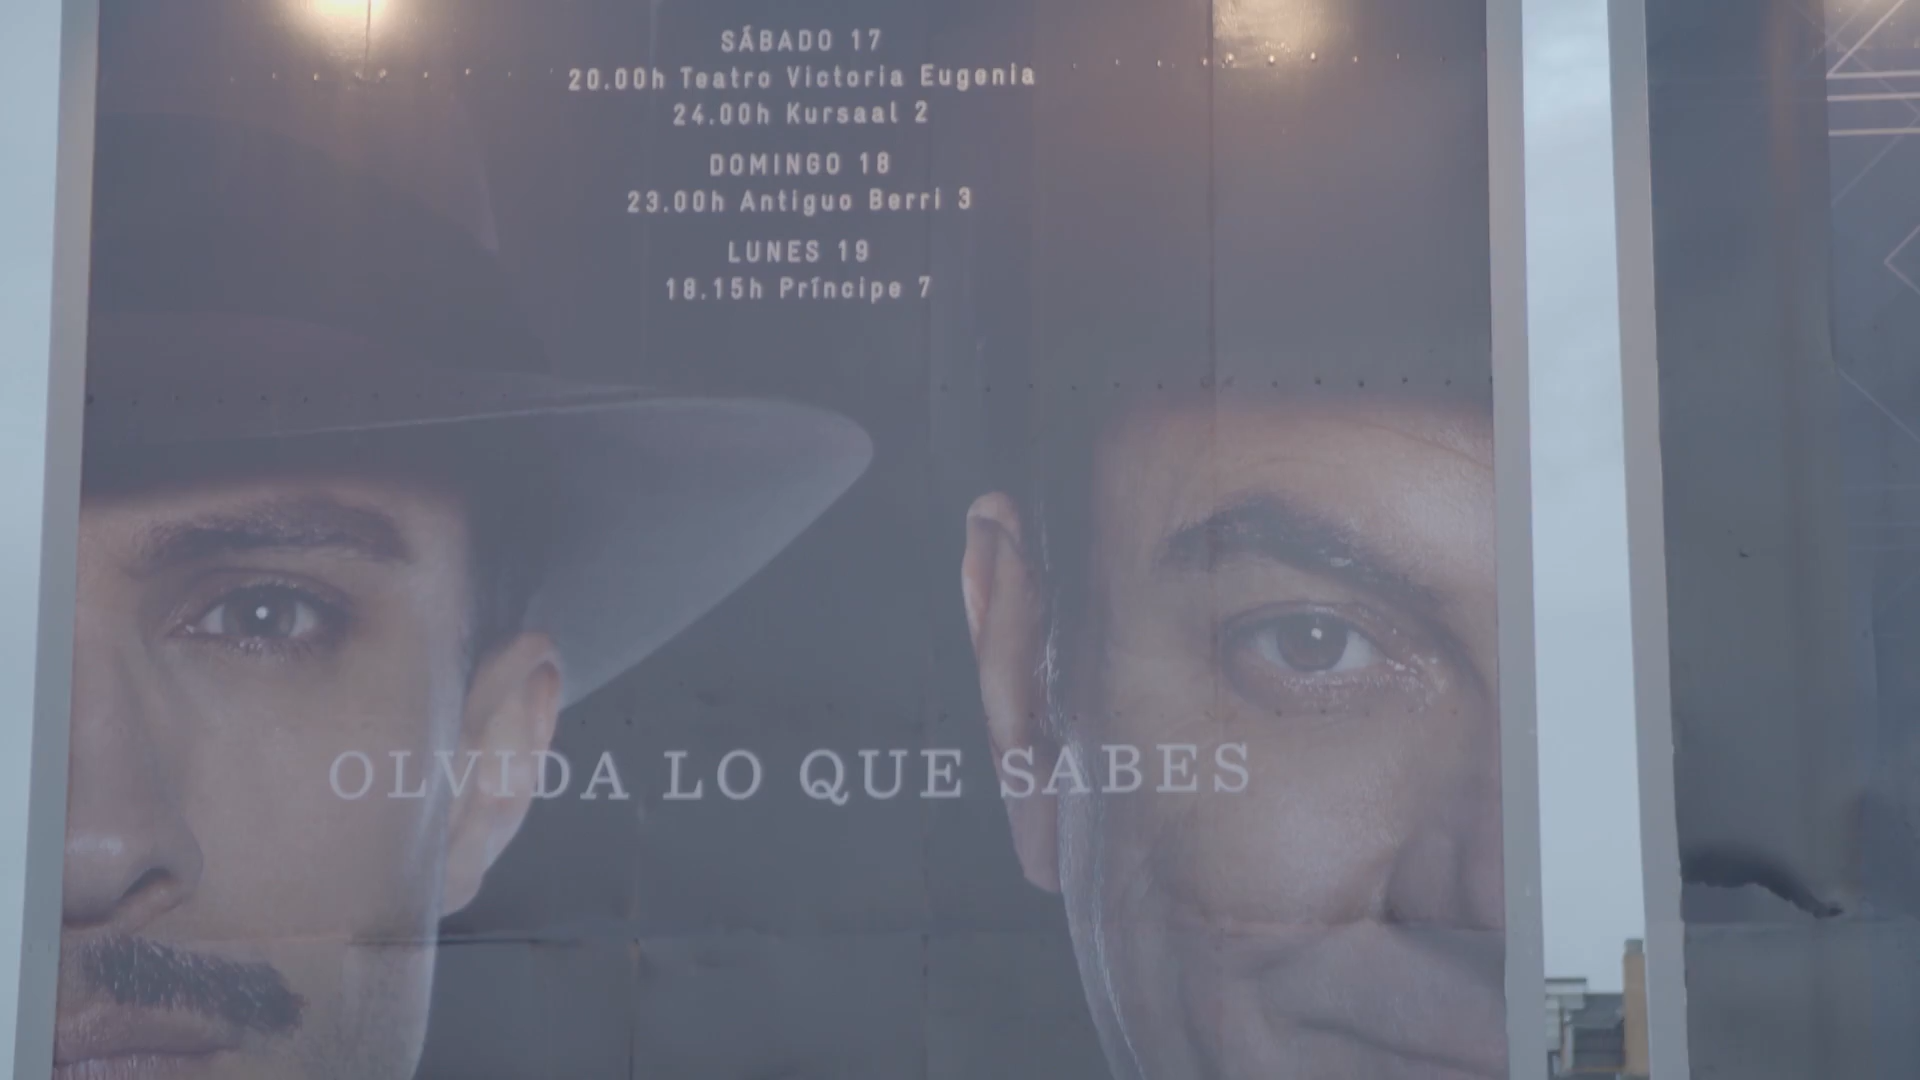 SÁBADO 17
20.00h Teatro Victoria Eugenia
24.00h Kursaal 2
DOMINGO 18
23.00h Antiguo Berri 3
LUNES 19
18.15h Príncipe 7
OLVIDA LO QUE SABES